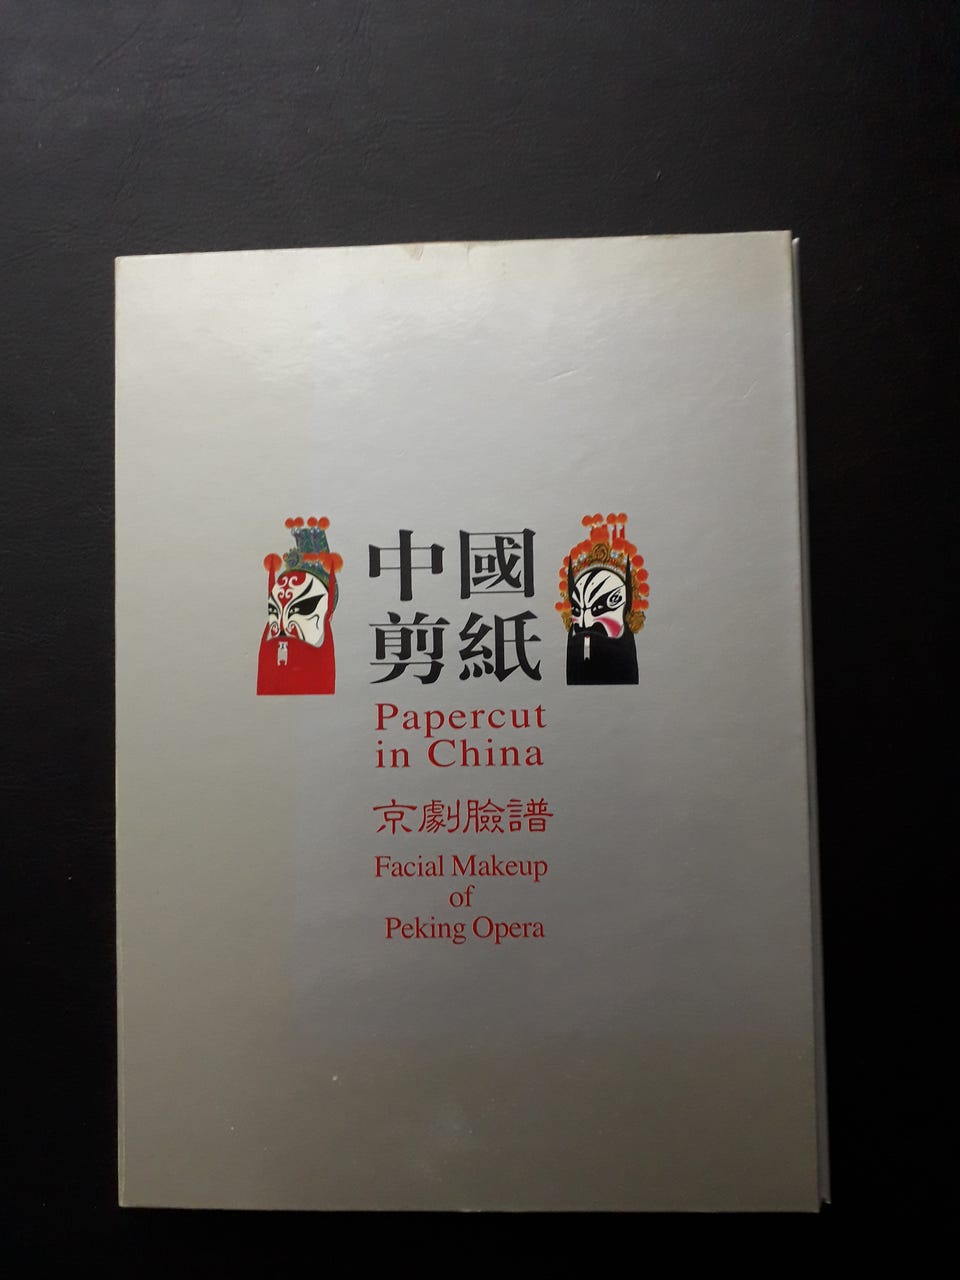 中國
剪紙
Papercut
in China
京劇臉譜
Facial Makeup
of
Peking Opera